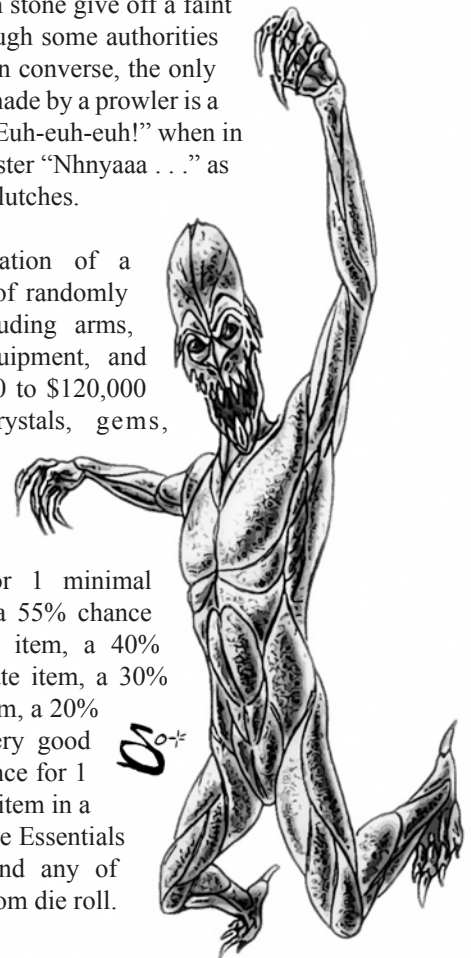 n stone give off a faint
ugh some authorities
n converse, the only
nade by a prowler is a
Euh-euh-euh!” when in
ster “Nhnyaaa . . .” as
lutches.
ation of a
of randomly
uding arms,
uipment, and
0 to $120,000
rystals, gems,
or 1 minimal
a 55% chance
item, a 40%
te item, a 30%
m, a 20%
ery good
nce for 1
item in a
e Essentials
nd any of
om die roll.